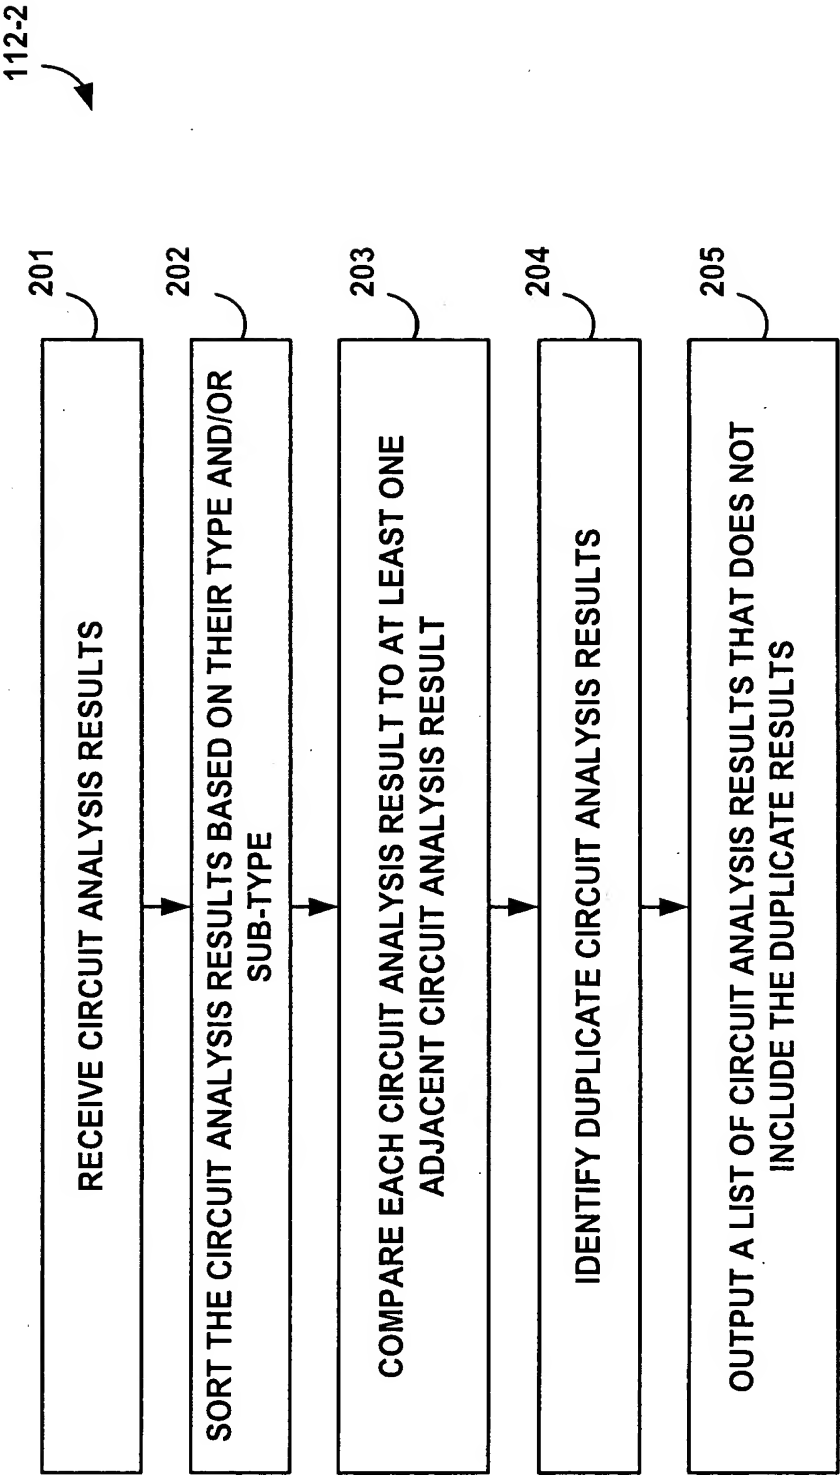 112-2
201
RECEIVE CIRCUIT ANALYSIS RESULTS
202
SORT THE CIRCUIT ANALYSIS RESULTS BASED ON THEIR TYPE AND/OR
SUB-TYPE
203
COMPARE EACH CIRCUIT ANALYSIS RESULT TO AT LEAST ONE
ADJACENT CIRCUIT ANALYSIS RESULT
204
IDENTIFY DUPLICATE CIRCUIT ANALYSIS RESULTS
205
OUTPUT A LIST OF CIRCUIT ANALYSIS RESULTS THAT DOES NOT
INCLUDE THE DUPLICATE RESULTS